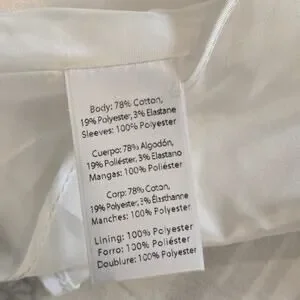 Body: 78% Cotton,
19% Polyester, 3% Elastane
Sleeves: 100% Polyester
Cuerpo: 78% Algodón,
19% Poliéster, 3% Elastano
Mangas: 100% Poliéster
Corp: 78% Coton,
19% Polyester, 3% Élasthanne
Manches: 100% Polyester
Lining: 100% Polyester
Forro: 100% Poliéster
Doublure: 100% Polyester